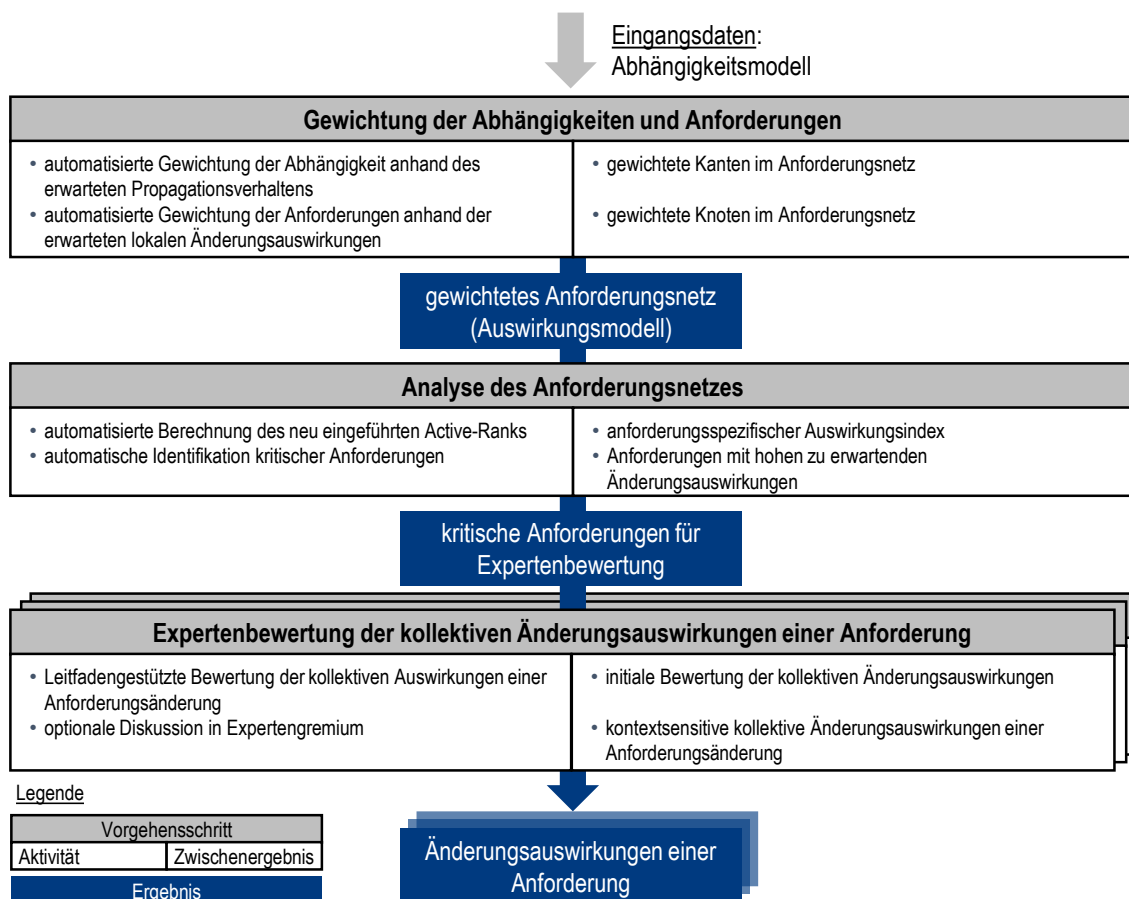 Eingangsdaten:
Abhängigkeitsmodell
Gewichtung der Abhängigkeiten und Anforderungen
• automatisierte Gewichtung der Abhängigkeit anhand des
erwarteten Propagationsverhaltens
• automatisierte Gewichtung der Anforderungen anhand der
erwarteten lokalen Änderungsauswirkungen
• gewichtete Kanten im Anforderungsnetz
• gewichtete Knoten im Anforderungsnetz
gewichtetes Anforderungsnetz
(Auswirkungsmodell)
Analyse des Anforderungsnetzes
• automatisierte Berechnung des neu eingeführten Active-Ranks
• automatische Identifikation kritischer Anforderungen
• anforderungsspezifischer Auswirkungsindex
• Anforderungen mit hohen zu erwartenden
Änderungsauswirkungen
kritische Anforderungen für
Expertenbewertung
Expertenbewertung der kollektiven Änderungsauswirkungen einer Anforderung
• Leitfadengestützte Bewertung der kollektiven Auswirkungen einer
Anforderungsänderung
• optionale Diskussion in Expertengremium
• initiale Bewertung der kollektiven Änderungsauswirkungen
• kontextsensitive kollektive Änderungsauswirkungen einer
Anforderungsänderung
Legende
Vorgehensschritt
Aktivität
Zwischenergebnis
Ergebnis
Änderungsauswirkungen einer
Anforderung